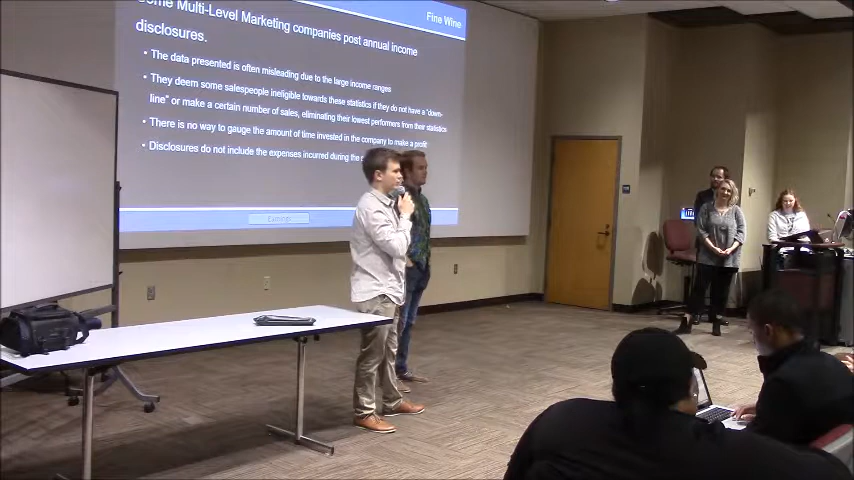 Fine Wine
Some Multi-Level Marketing companies post annual income
disclosures.
• The data presented is often misleading due to the large income ranges
• They deem some salespeople ineligible towards these statistics if they do not have a "down-
line" or make a certain number of sales, eliminating their lowest performers from their statistics
• There is no way to gauge the amount of time invested in the company to make a profit
• Disclosures do not include the expenses incurred during the
Earnings